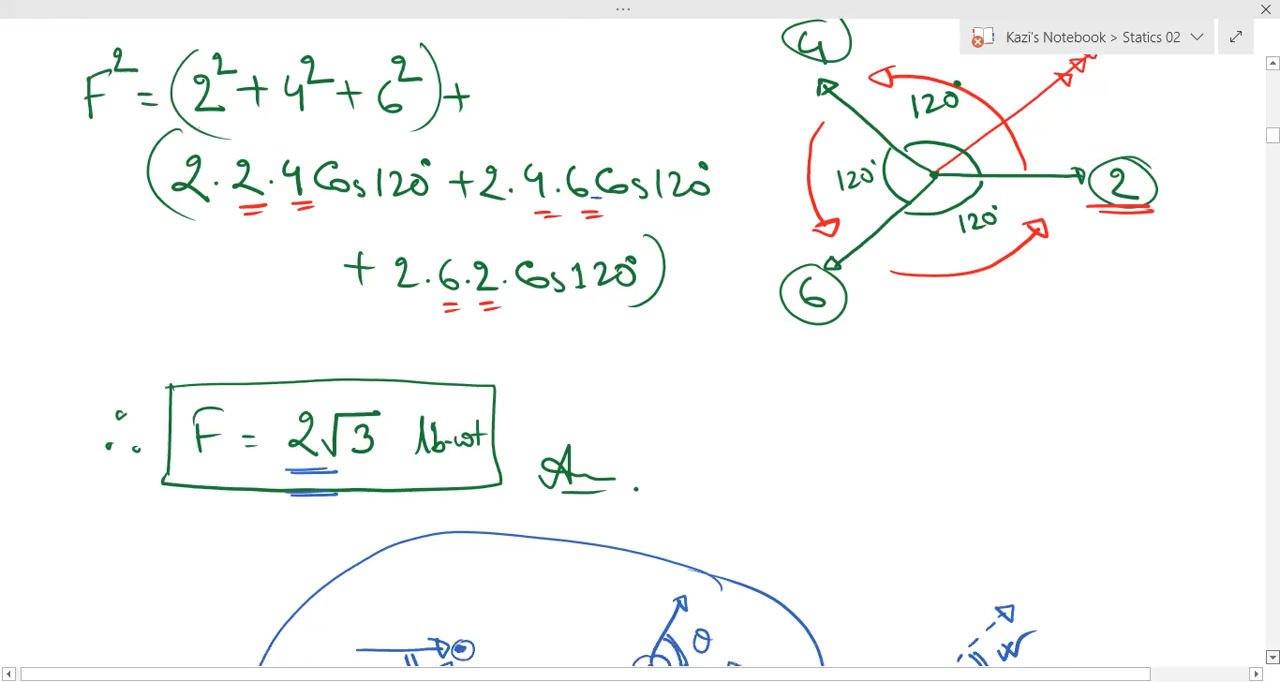 Kazi's Notebook > Statics 02
F² = (2² + 4² + 6²) +
(2·2·4 Cos120° + 2·4·6 Cos120°
+ 2·6·2·Cos120°)
4
120°
120°
2
120°
6
∴ F = 2√3 lb-wt
θ